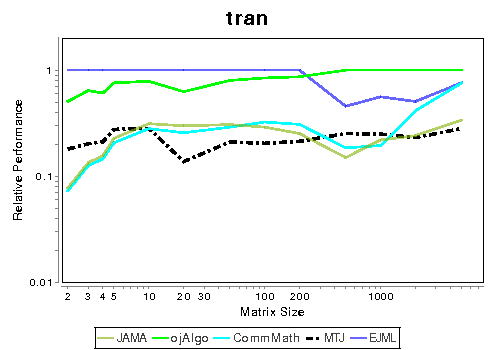 tran
Relative Performance
1
0.1
0.01
2 3 4 5 10 20 30 100 200 1000
Matrix Size
JAMA ojAlgo CommMath MTJ EJML